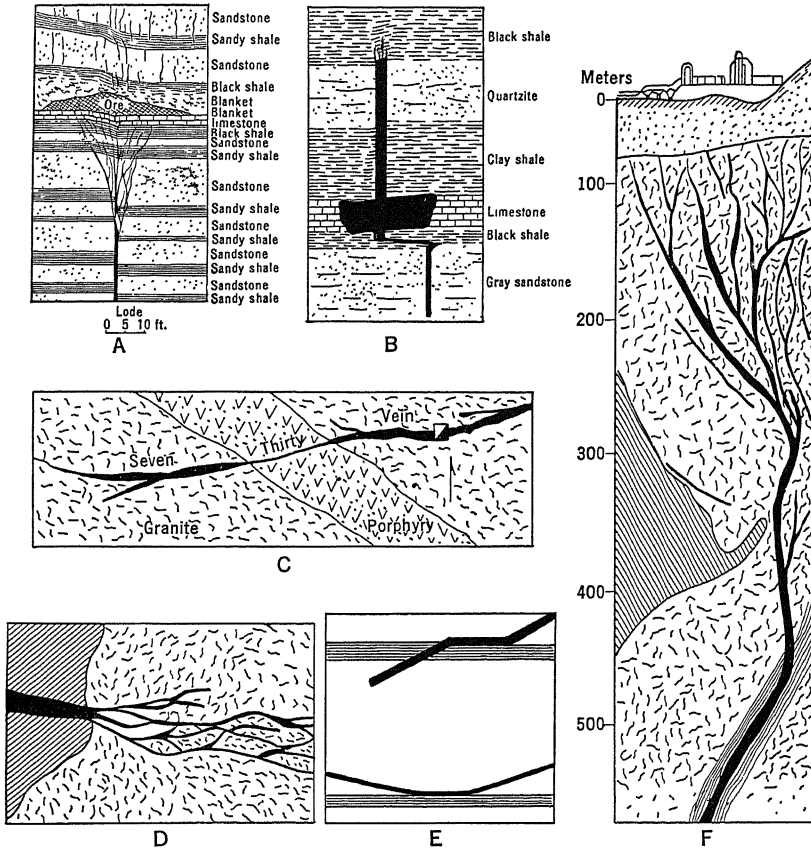 Sandstone
Sandy shale
Sandstone
Black shale
Blanket
Ore
Blanket
limestone
Black shale
Sandstone
Sandy shale
Sandstone
Sandy shale
Sandstone
Sandy shale
Sandstone
Sandy shale
Sandstone
Sandy shale
Lode
0 5 10 ft.
A
Black shale
Quartzite
Clay shale
Limestone
Black shale
Gray sandstone
B
Seven Thirty Vein
Granite Porphyry
C
D
E
Meters
0
100
200
300
400
500
F